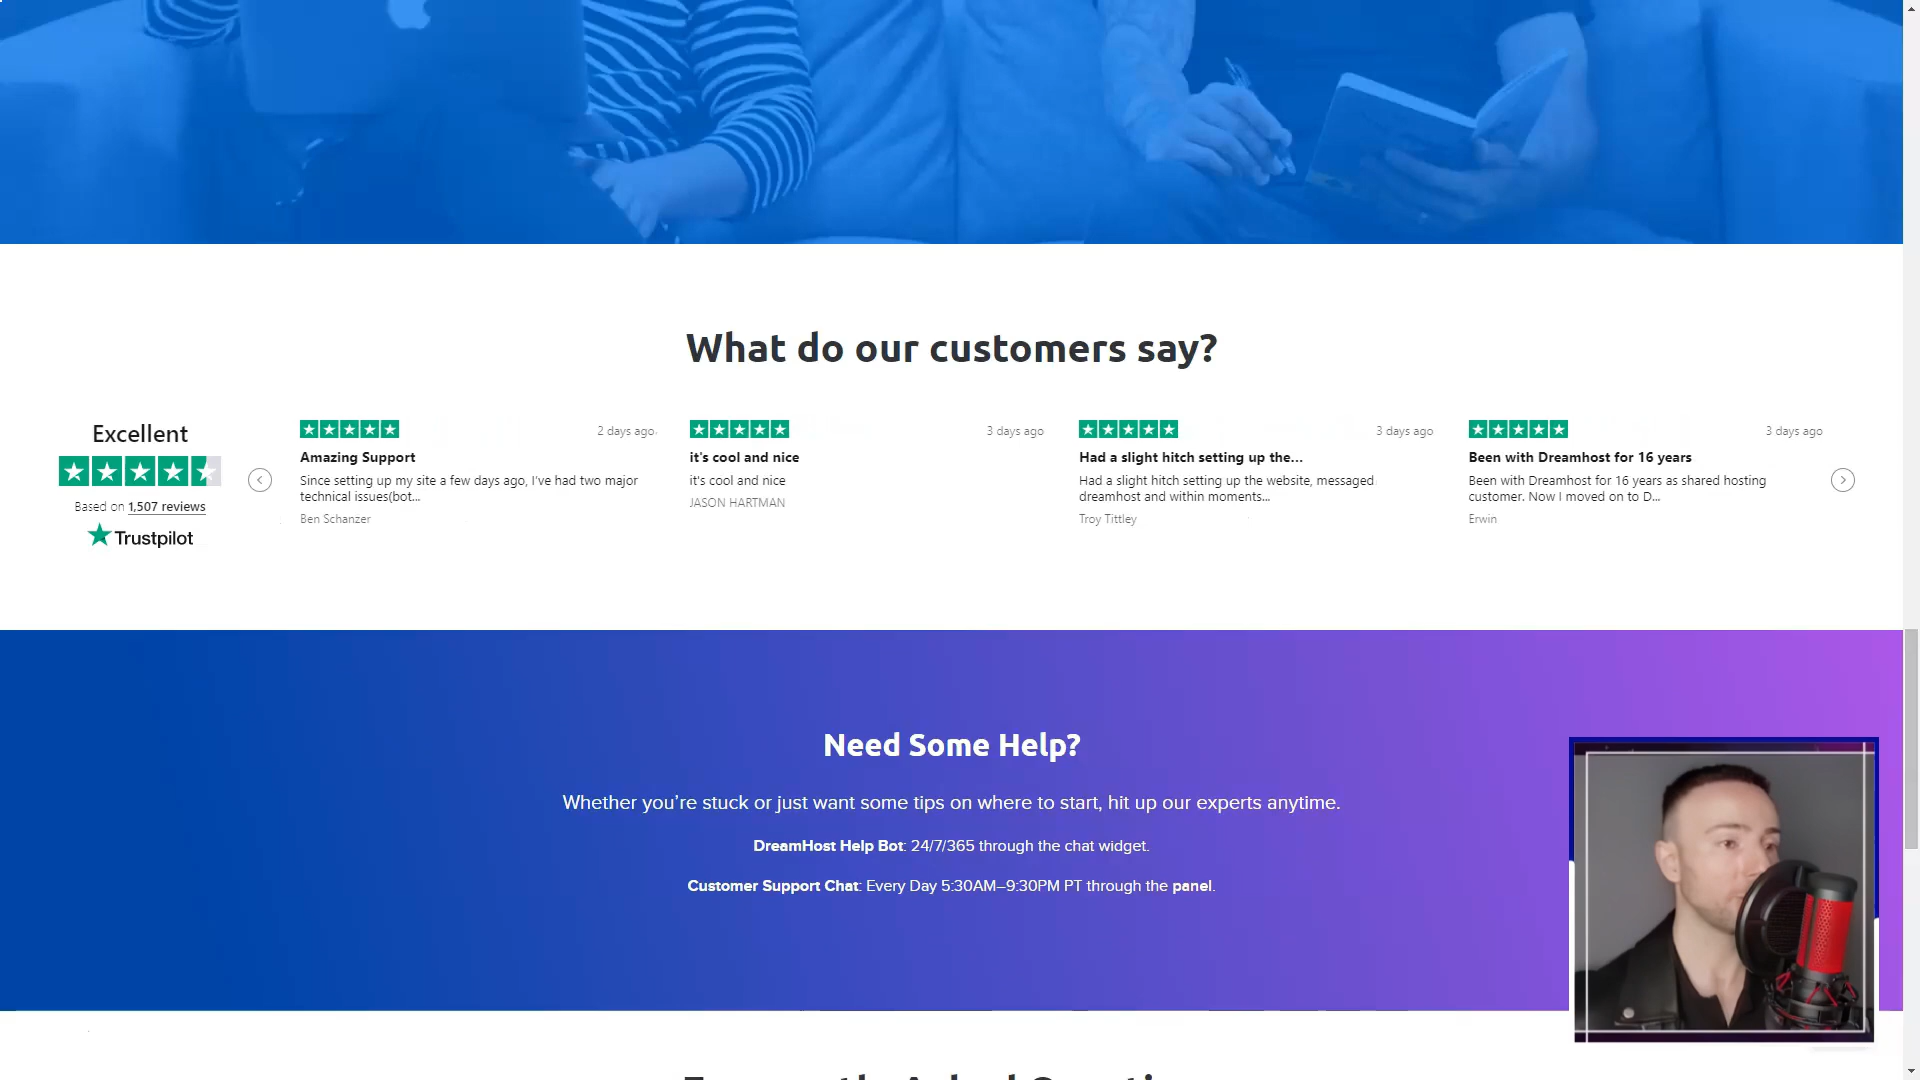 What do our customers say?
Excellent
Based on 1,507 reviews
Trustpilot
2 days ago
Amazing Support
Since setting up my site a few days ago, I've had two major
technical issues(bot...
Ben Schanzer
3 days ago
it's cool and nice
it's cool and nice
JASON HARTMAN
3 days ago
Had a slight hitch setting up the...
Had a slight hitch setting up the website, messaged
dreamhost and within moments...
Troy Tittley
3 days ago
Been with Dreamhost for 16 years
Been with Dreamhost for 16 years as shared hosting
customer. Now I moved on to D...
Erwin
Need Some Help?
Whether you’re stuck or just want some tips on where to start, hit up our experts anytime.
DreamHost Help Bot: 24/7/365 through the chat widget.
Customer Support Chat: Every Day 5:30AM–9:30PM PT through the panel.